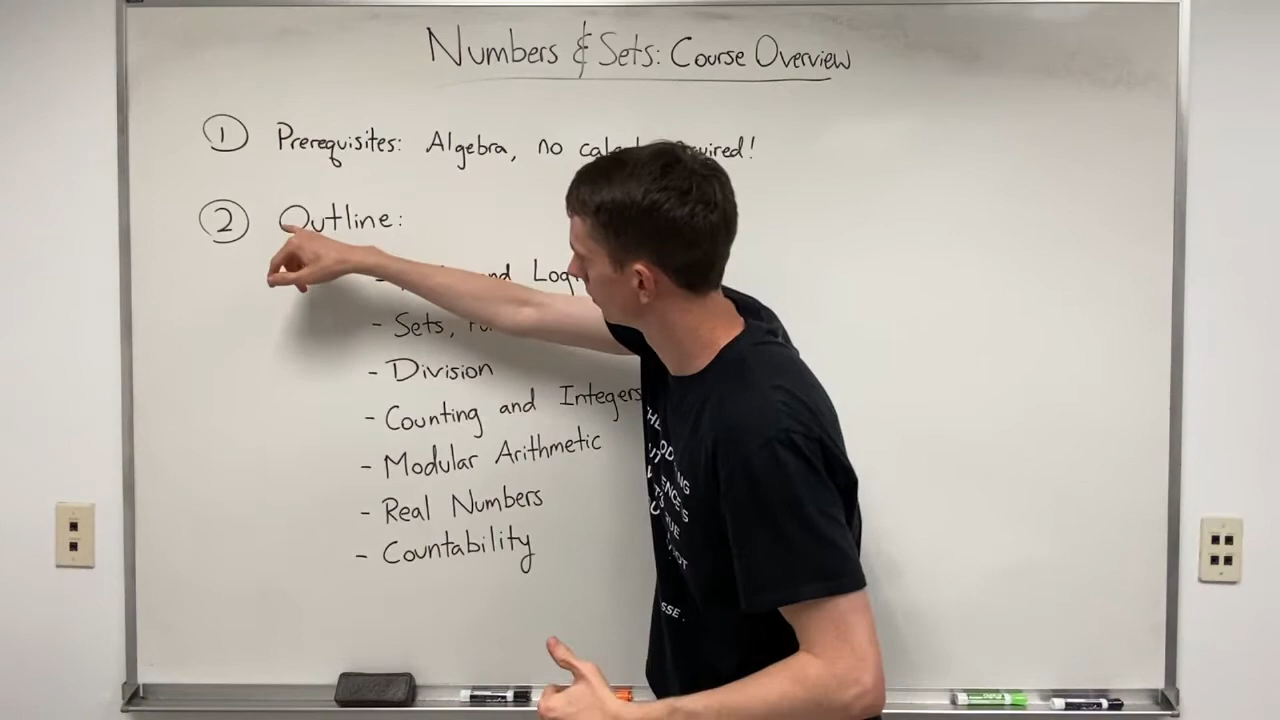 Numbers & Sets: Course Overview
① Prerequisites: Algebra, no required!
② Outline:
- and
- Sets,
- Division
- Counting and Integers
- Modular Arithmetic
- Real Numbers
- Countability